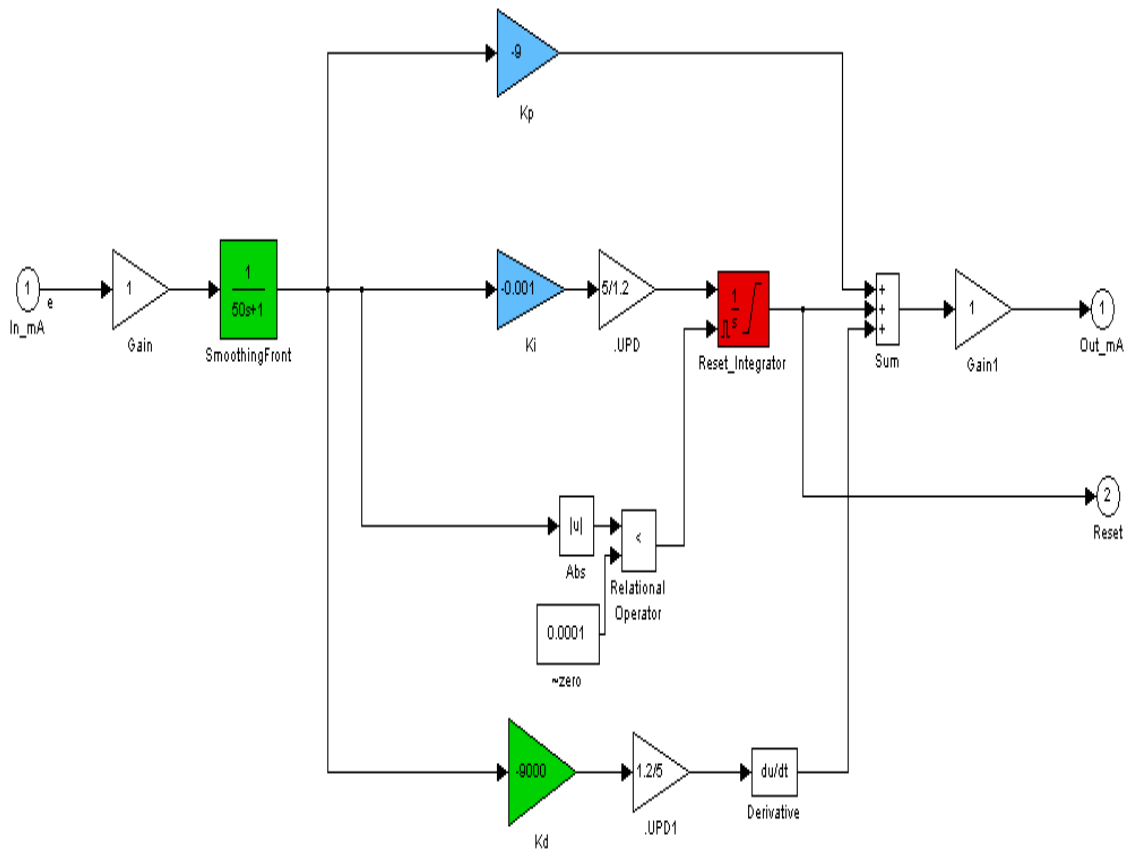 -9
Kp
1
e
In_mA
1
Gain
1
50s+1
SmoothingFront
-0.001
Ki
5/1.2
.UPD
1
s
Reset_Integrator
+
+
+
Sum
1
Gain1
1
Out_mA
|u|
Abs
<
Relational
Operator
0.0001
~zero
2
Reset
-9000
Kd
1.2/5
.UPD1
du/dt
Derivative